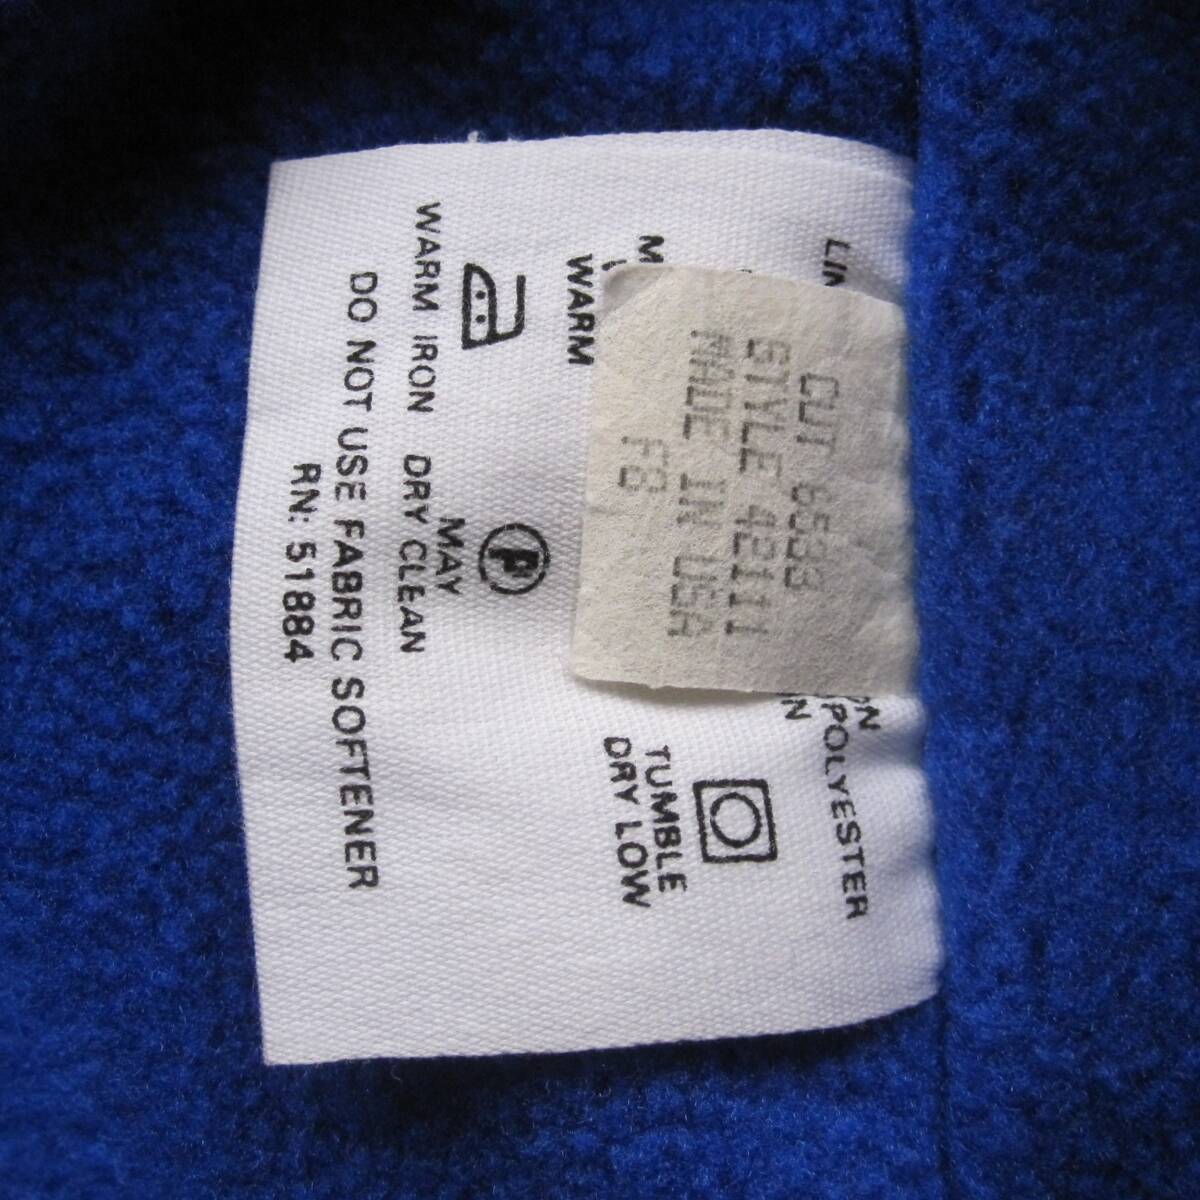 POLYESTER
CUT 6538
STYLE 42111
MADE IN USA
F8
WARM
TUMBLE
DRY LOW
WARM IRON
P
MAY
DRY CLEAN
DO NOT USE FABRIC SOFTENER
RN: 51884